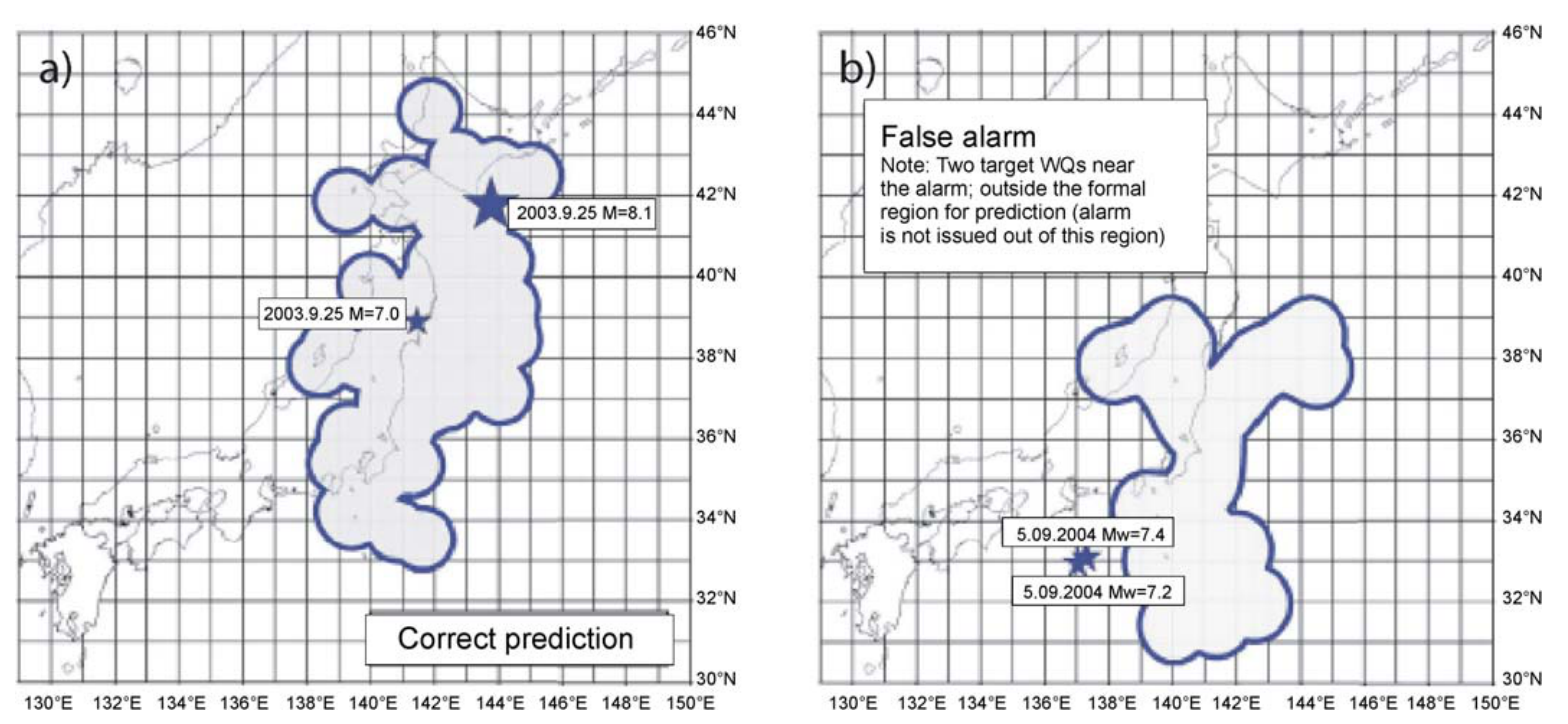 a)
46°N
44°N
42°N
40°N
38°N
36°N
34°N
32°N
30°N
2003.9.25 M=8.1
2003.9.25 M=7.0
Correct prediction
130°E 132°E 134°E 136°E 138°E 140°E 142°E 144°E 146°E 148°E 150°E
b)
46°N
44°N
42°N
40°N
38°N
36°N
34°N
32°N
30°N
False alarm
Note: Two target WQs near
the alarm; outside the formal
region for prediction (alarm
is not issued out of this region)
5.09.2004 Mw=7.4
5.09.2004 Mw=7.2
130°E 132°E 134°E 136°E 138°E 140°E 142°E 144°E 146°E 148°E 150°E